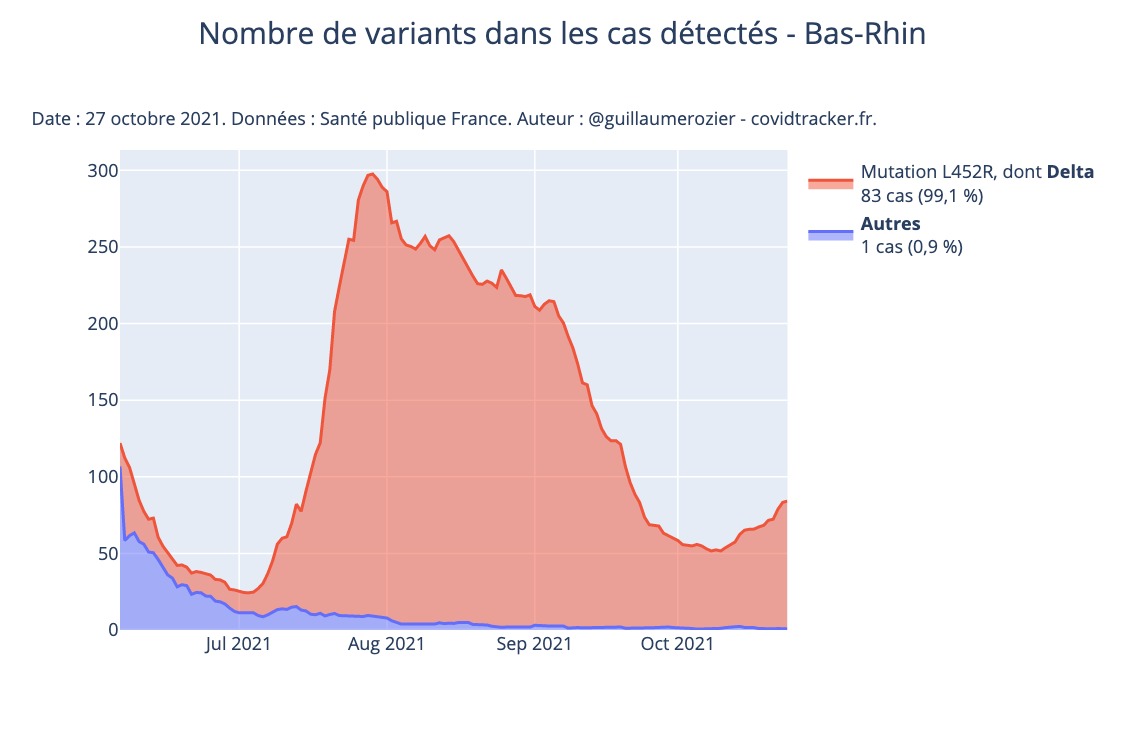 Nombre de variants dans les cas détectés - Bas-Rhin
Date : 27 octobre 2021. Données : Santé publique France. Auteur : @guillaumerozier - covidtracker.fr.
300
250
200
150
100
50
0
Jul 2021
Aug 2021
Sep 2021
Oct 2021
Mutation L452R, dont Delta
83 cas (99,1 %)
Autres
1 cas (0,9 %)